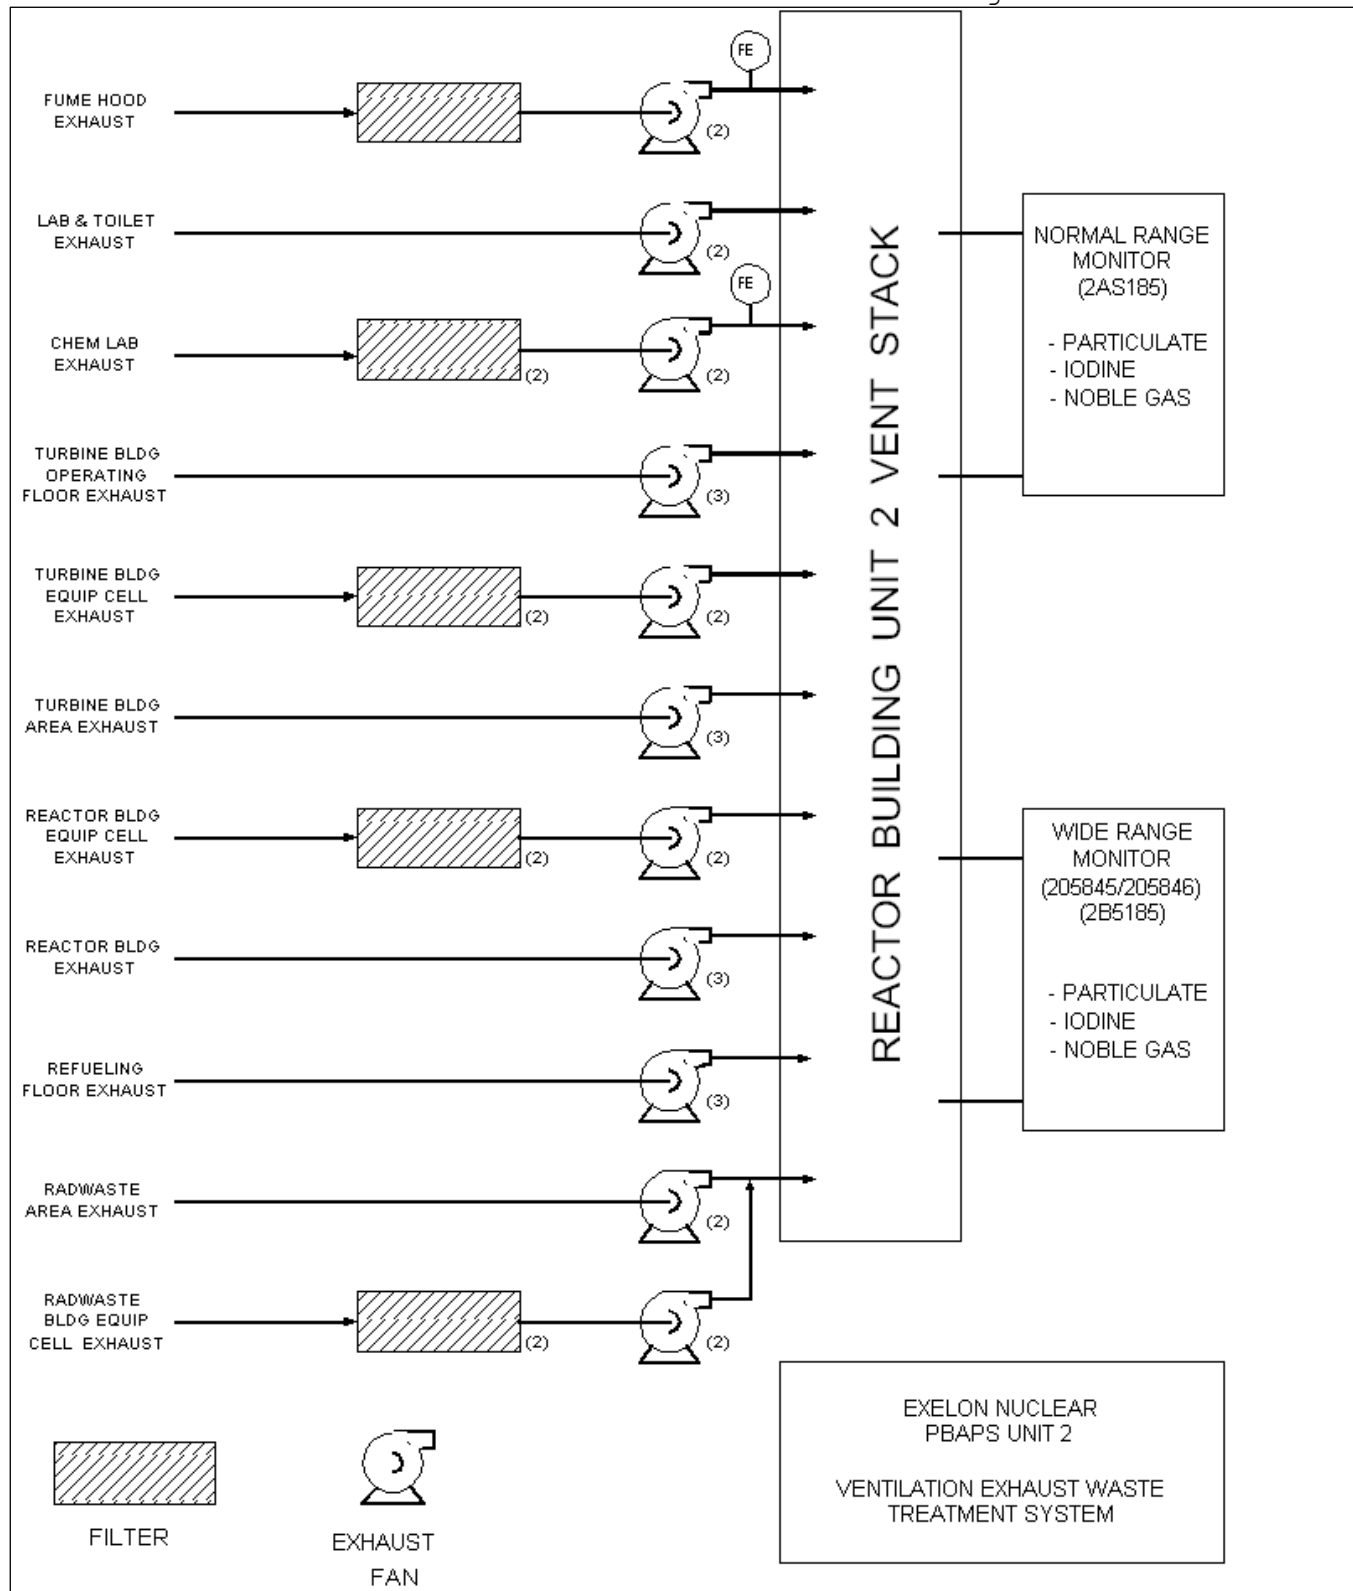 FE
FUME HOOD
EXHAUST
(2)
LAB & TOILET
EXHAUST
(2)
FE
CHEM LAB
EXHAUST
(2)
(2)
TURBINE BLDG
OPERATING
FLOOR EXHAUST
(3)
TURBINE BLDG
EQUIP CELL
EXHAUST
(2)
(2)
TURBINE BLDG
AREA EXHAUST
(3)
REACTOR BLDG
EQUIP CELL
EXHAUST
(2)
(2)
REACTOR BLDG
EXHAUST
(3)
REFUELING
FLOOR EXHAUST
(3)
RADWASTE
AREA EXHAUST
(2)
RADWASTE
BLDG EQUIP
CELL EXHAUST
(2)
(2)
REACTOR BUILDING UNIT 2 VENT STACK
NORMAL RANGE
MONITOR
(2AS185)
- PARTICULATE
- IODINE
- NOBLE GAS
WIDE RANGE
MONITOR
(205845/205846)
(2B5185)
- PARTICULATE
- IODINE
- NOBLE GAS
FILTER
EXHAUST
FAN
EXELON NUCLEAR
PBAPS UNIT 2
VENTILATION EXHAUST WASTE
TREATMENT SYSTEM